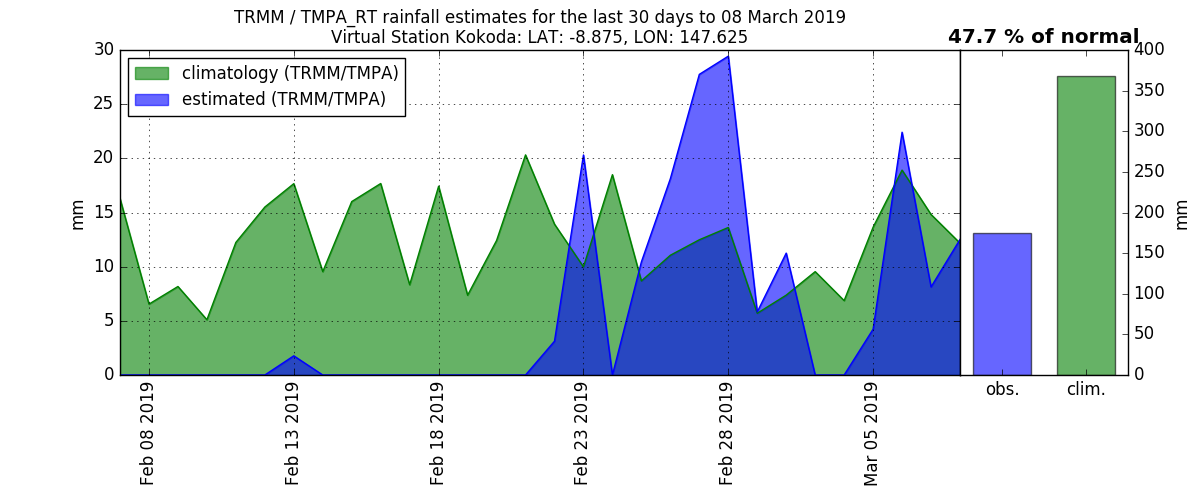 TRMM / TMPA_RT rainfall estimates for the last 30 days to 08 March 2019
Virtual Station Kokoda: LAT: -8.875, LON: 147.625
47.7 % of normal
climatology (TRMM/TMPA)
estimated (TRMM/TMPA)
mm
30
25
20
15
10
5
0
Feb 08 2019
Feb 13 2019
Feb 18 2019
Feb 23 2019
Feb 28 2019
Mar 05 2019
obs.
clim.
400
350
300
250
200
150
100
50
0
mm